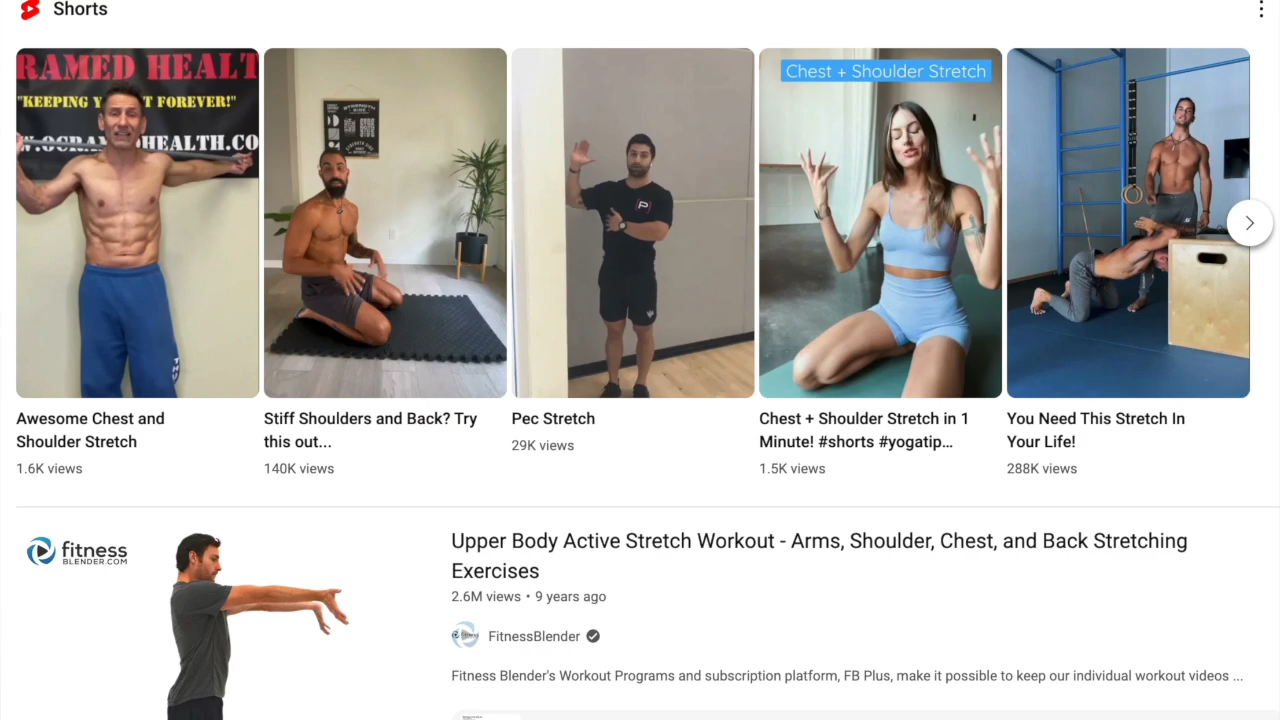 Shorts
RAMED HEALT
"KEEPING Y
T FOREVER!"
HEALTH.CO
THU
P
Chest + Shoulder Stretch
Awesome Chest and
Shoulder Stretch
1.6K views
Stiff Shoulders and Back? Try
this out...
140K views
Pec Stretch
29K views
Chest + Shoulder Stretch in 1
Minute! #shorts #yogatip...
1.5K views
You Need This Stretch In
Your Life!
288K views
fitness
BLENDER.COM
Upper Body Active Stretch Workout - Arms, Shoulder, Chest, and Back Stretching
Exercises
2.6M views • 9 years ago
FitnessBlender
Fitness Blender's Workout Programs and subscription platform, FB Plus, make it possible to keep our individual workout videos ...